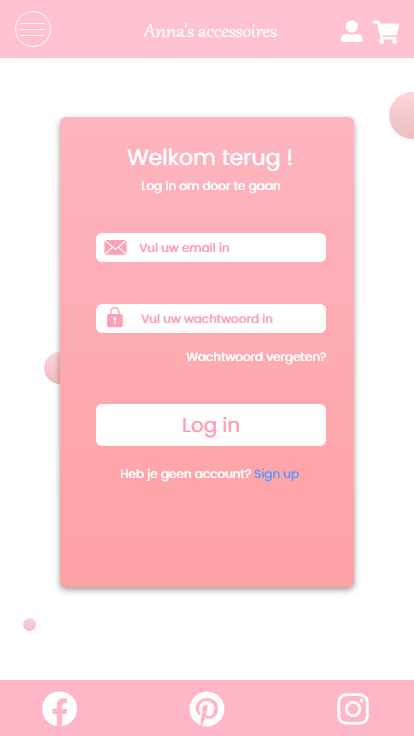 Anna's accessoires
Welkom terug !
Log in om door te gaan
Vul uw email in
Vul uw wachtwoord in
Wachtwoord vergeten?
Log in
Heb je geen account? Sign up